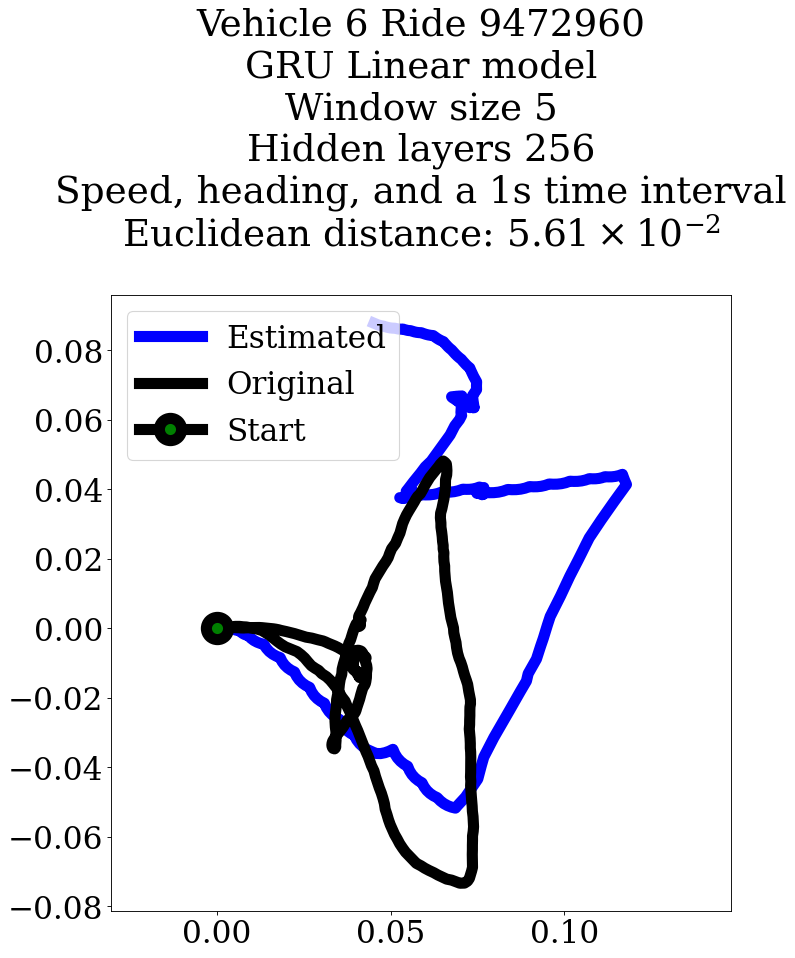 Vehicle 6 Ride 9472960
GRU Linear model
Window size 5
Hidden layers 256
Speed, heading, and a 1s time interval
Euclidean distance: 5.61 × 10⁻²
Estimated
Original
Start
0.08
0.06
0.04
0.02
0.00
−0.02
−0.04
−0.06
−0.08
0.00 0.05 0.10